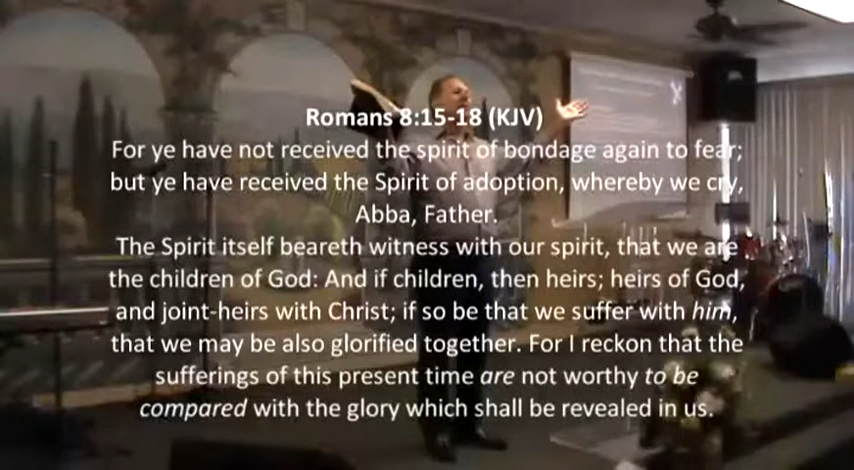 Romans 8:15-18 (KJV)
For ye have not received the spirit of bondage again to fear;
but ye have received the Spirit of adoption, whereby we cry,
Abba, Father.
The Spirit itself beareth witness with our spirit, that we are
the children of God: And if children, then heirs; heirs of God,
and joint-heirs with Christ; if so be that we suffer with him,
that we may be also glorified together. For I reckon that the
sufferings of this present time are not worthy to be
compared with the glory which shall be revealed in us.